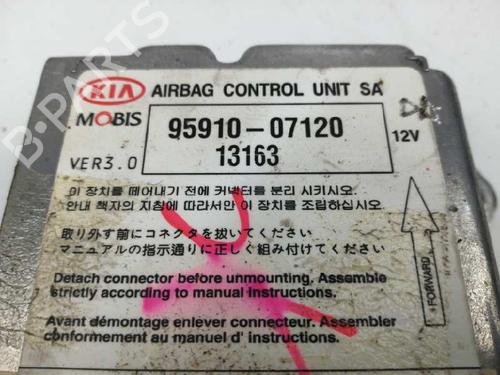 KIA AIRBAG CONTROL UNIT SA
MOBIS
95910-07120
13163
VER3.0
12V
이 장치를 떼어내기 전에 커넥터를 분리 시키시오.
안내 책자의 지침에 따라서만 이 장치를 조립하십시오.
取り外す前にコネクタを抜いてください
マニュアルの指示通りに正しく組み付けてください。
Detach connector before unmounting. Assemble
strictly according to manual Instructions.
Avant démontage enlever connecteur. Assembler
conformement au manuel d' instructions.
FORWARD
B-PARTS